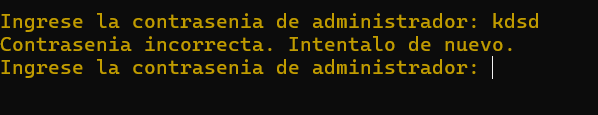 Ingrese la contrasenia de administrador: kdsd
Contrasenia incorrecta. Intentalo de nuevo.
Ingrese la contrasenia de administrador: